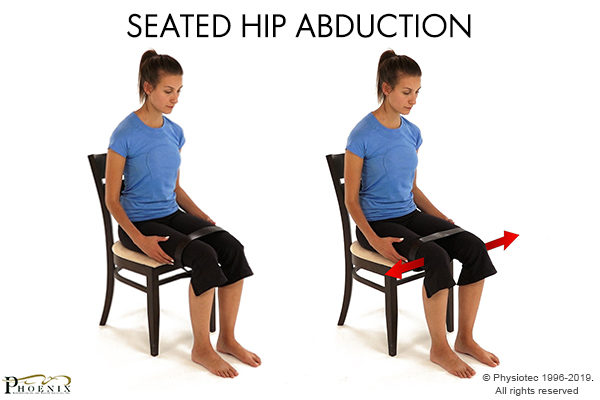 SEATED HIP ABDUCTION
PHOENIX
© Physiotec 1996-2019.
All rights reserved